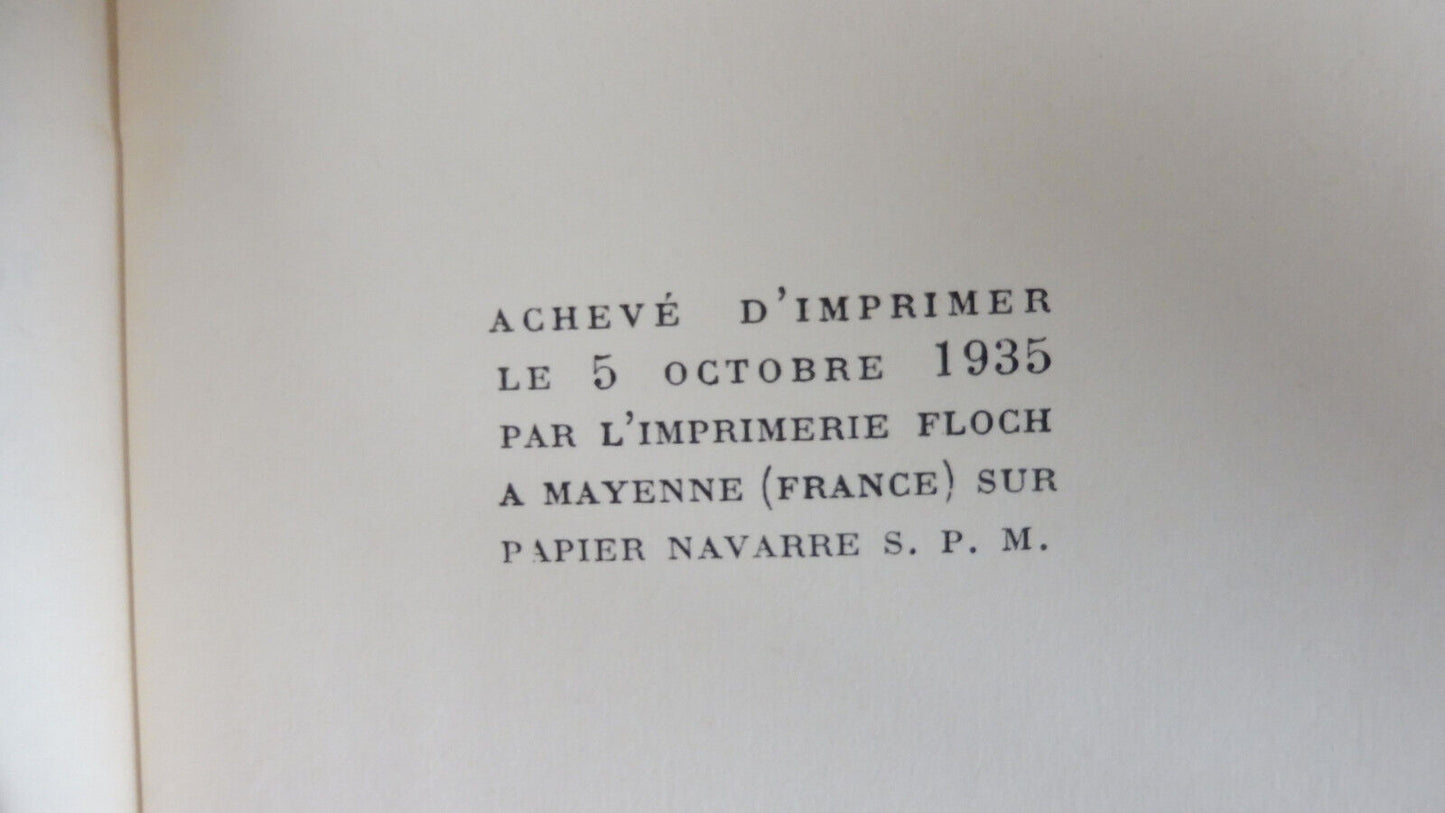 ACHEVÉ D'IMPRIMER
LE 5 OCTOBRE 1935
PAR L'IMPRIMERIE FLOCH
A MAYENNE (FRANCE) SUR
PAPIER NAVARRE S. P. M.